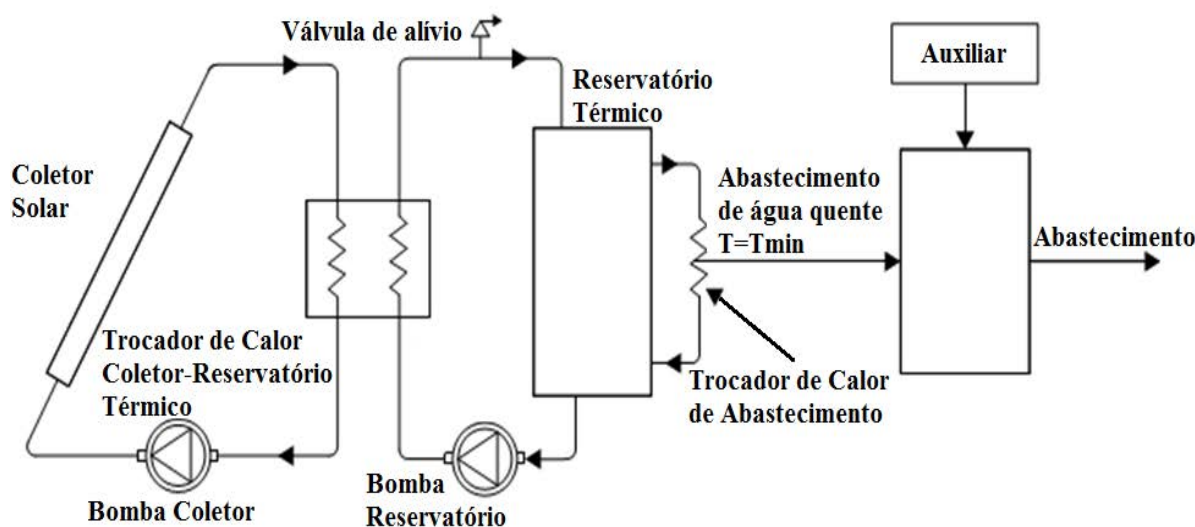 Válvula de alívio
Auxiliar
Reservatório
Térmico
Coletor
Solar
Abastecimento
de água quente
T=Tmin
Abastecimento
Trocador de Calor
Coletor-Reservatório
Térmico
Trocador de Calor
de Abastecimento
Bomba Coletor
Bomba
Reservatório